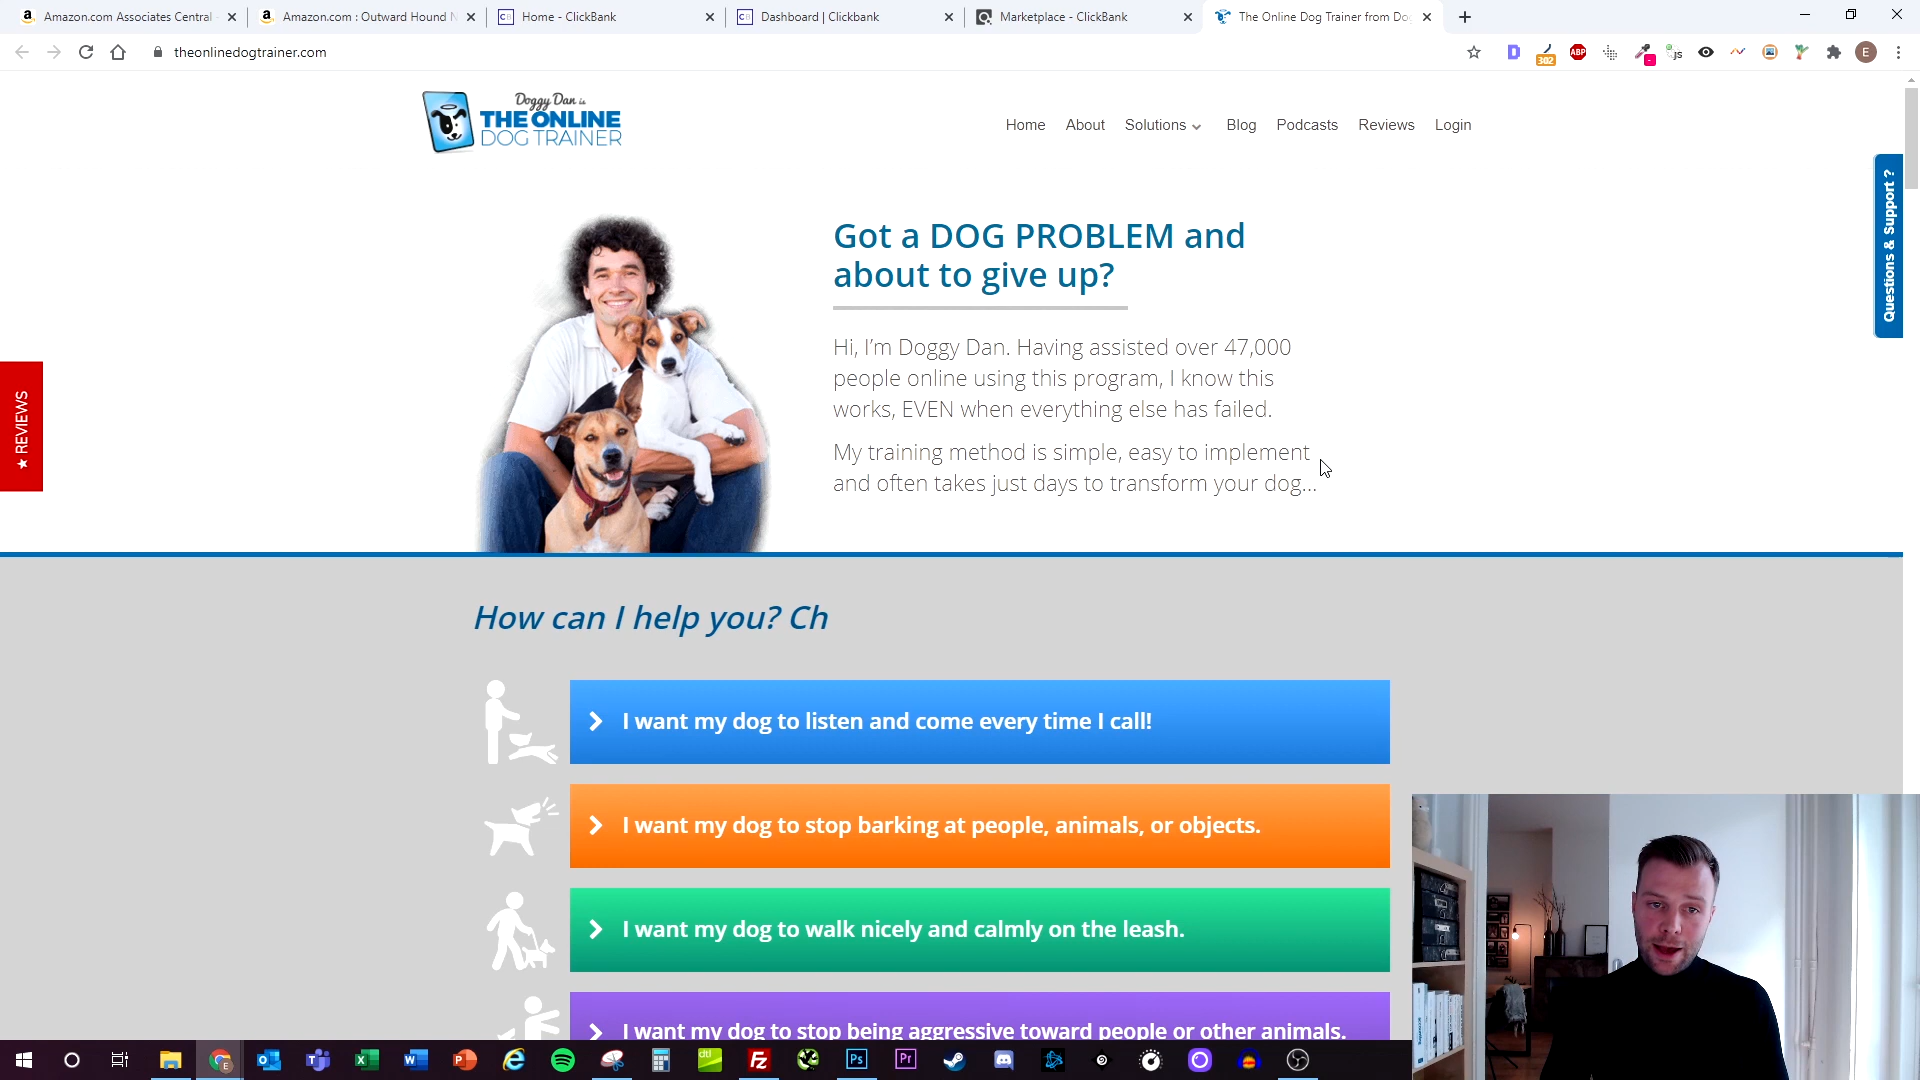 Amazon.com Associates Central -
Amazon.com : Outward Hound N
Home - ClickBank
Dashboard | Clickbank
Marketplace - ClickBank
The Online Dog Trainer from Do
theonlinedogtrainer.com
302
ABP
JS
E
Doggy Dan is
THE ONLINE
DOG TRAINER
Home
About
Solutions
Blog
Podcasts
Reviews
Login
Questions & Support ?
Got a DOG PROBLEM and
about to give up?
Hi, I'm Doggy Dan. Having assisted over 47,000
people online using this program, I know this
works, EVEN when everything else has failed.
My training method is simple, easy to implement
and often takes just days to transform your dog...
★ REVIEWS
How can I help you? Ch
I want my dog to listen and come every time I call!
I want my dog to stop barking at people, animals, or objects.
I want my dog to walk nicely and calmly on the leash.
I want my dog to stop being aggressive toward people or other animals.
dtl
Ps
Pr